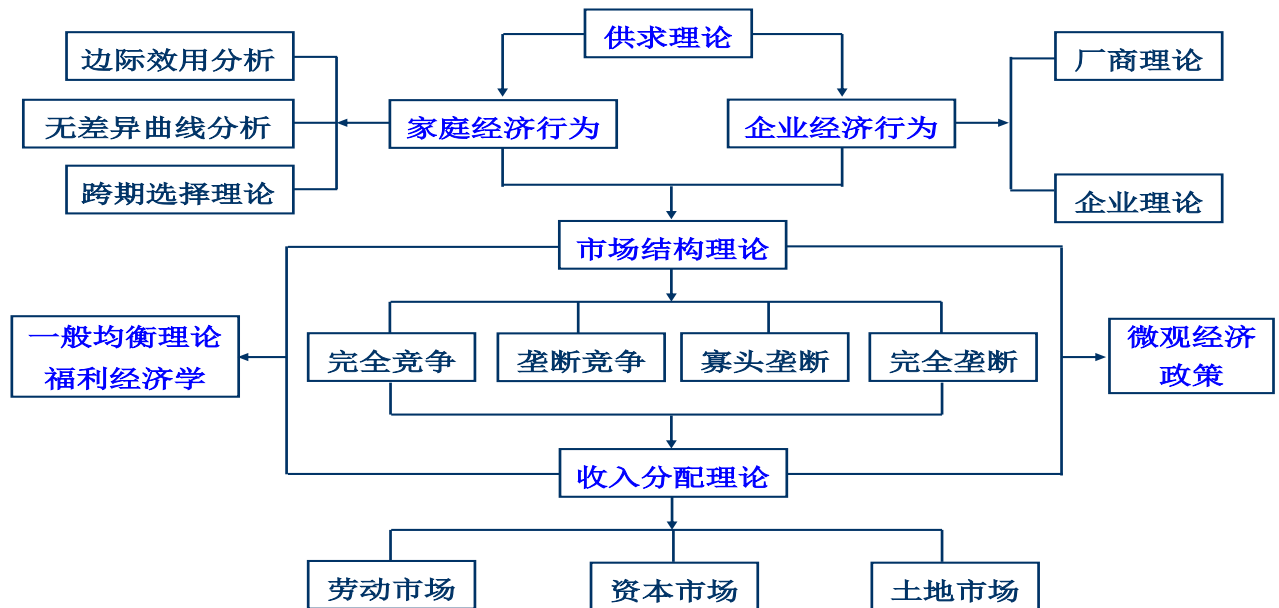 供求理论
边际效用分析
厂商理论
无差异曲线分析
家庭经济行为
企业经济行为
跨期选择理论
企业理论
市场结构理论
一般均衡理论
福利经济学
完全竞争
垄断竞争
寡头垄断
完全垄断
微观经济
政策
收入分配理论
劳动市场
资本市场
土地市场